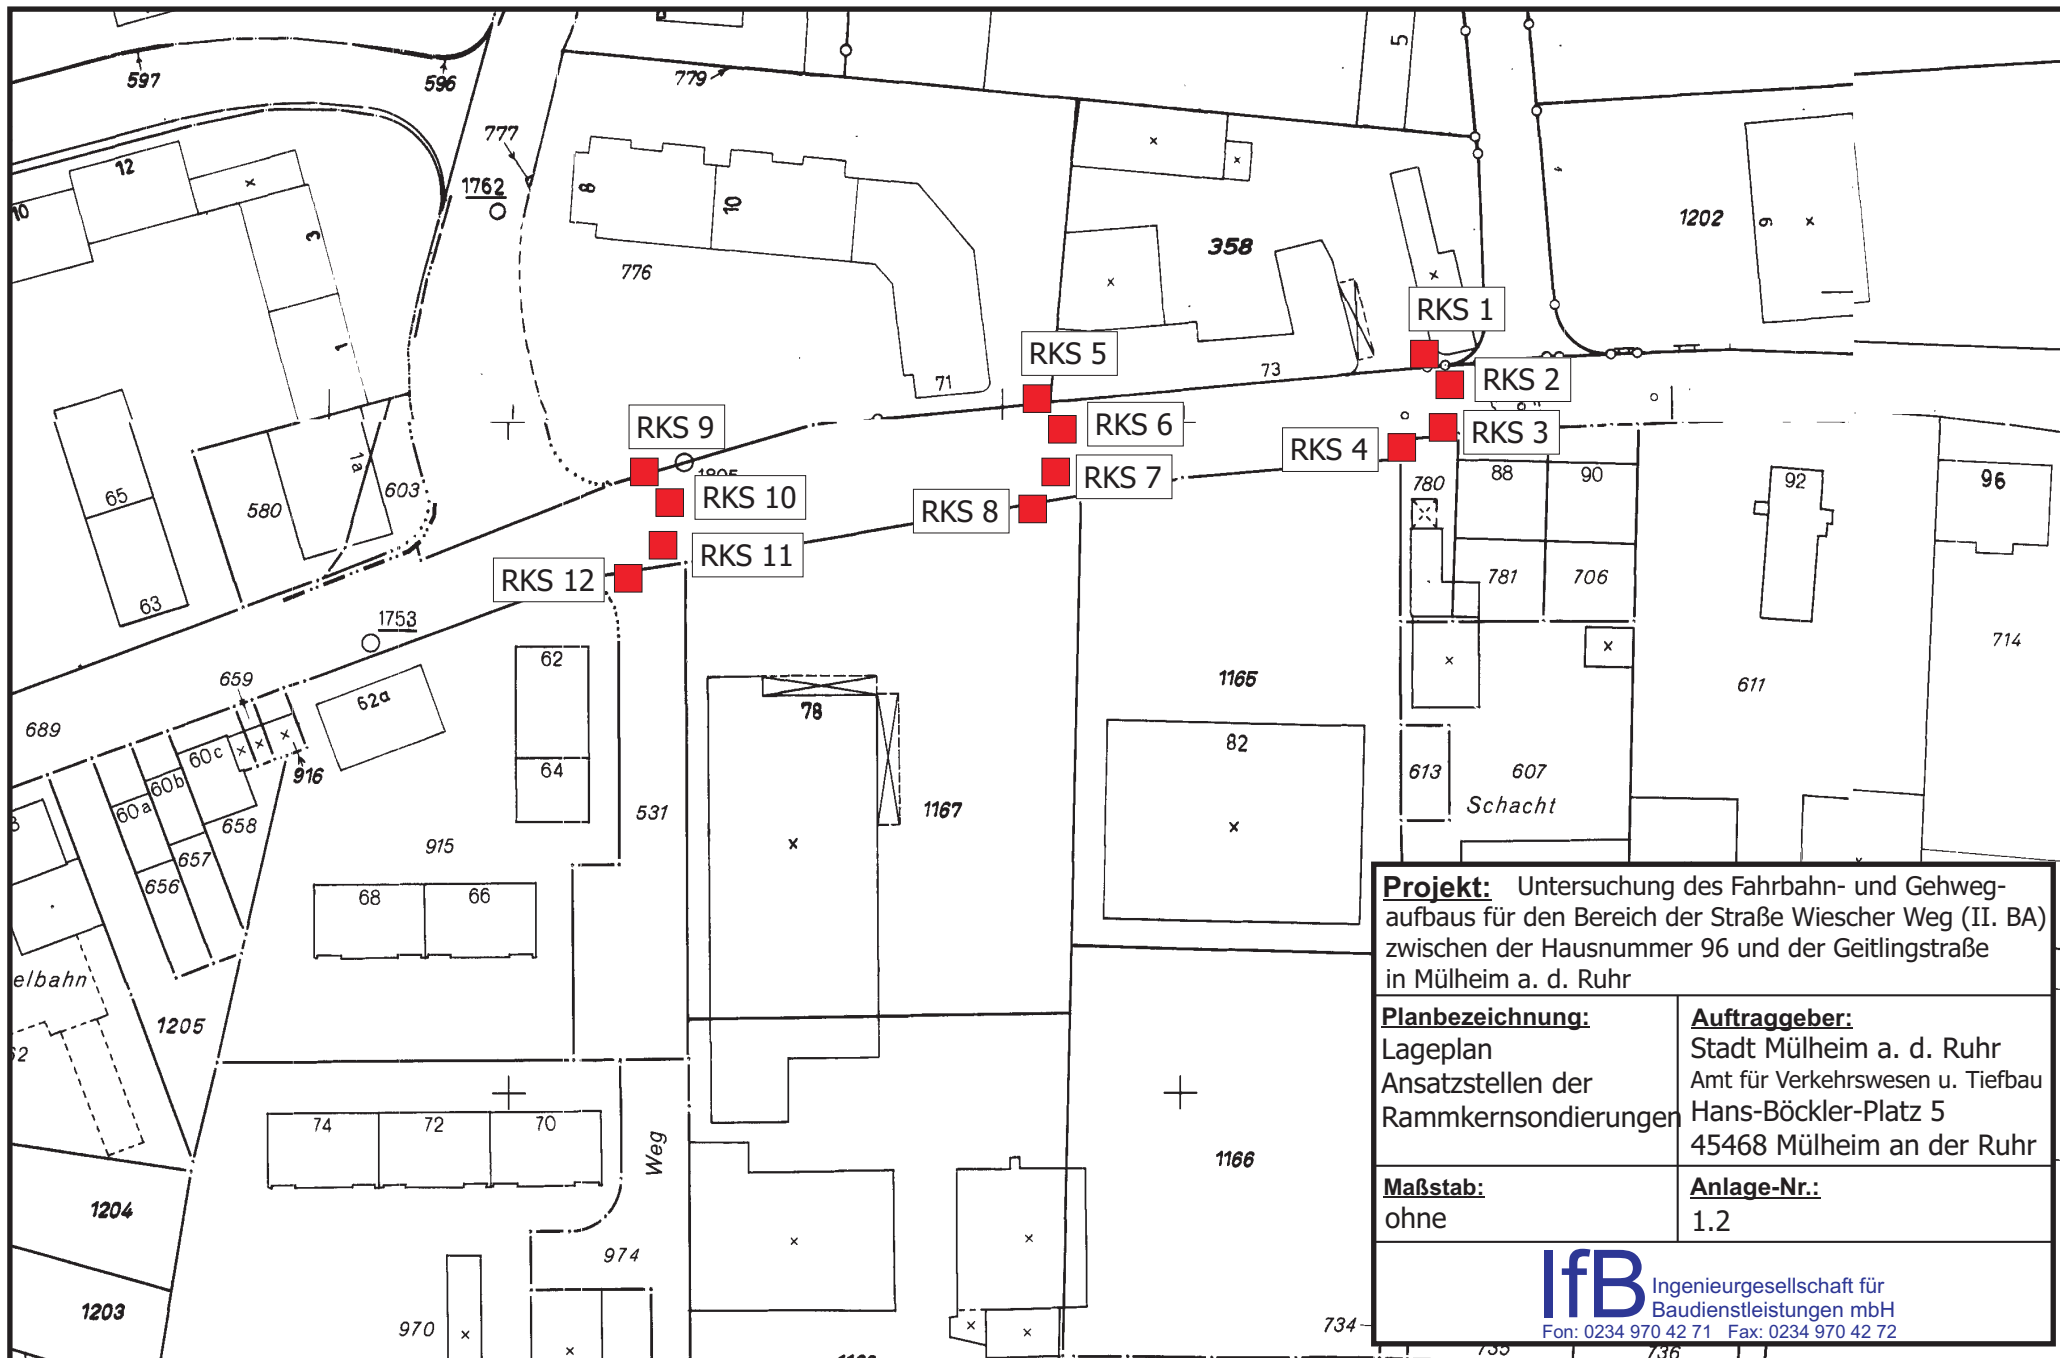 597
596
779
5
777
1762
12
10
3
8
10
776
358
1202
9
1
RKS 1
RKS 5
71
73
RKS 2
RKS 9
RKS 6
RKS 3
RKS 4
1a
603
580
65
63
1805
RKS 10
RKS 7
RKS 8
780
88
90
92
96
RKS 11
RKS 12
781
706
1753
62
714
659
62a
689
1165
611
78
82
60c
916
60b
60a
64
613
607
Schacht
531
1167
658
915
657
656
68
66
elbahn
1205
62
74
72
70
Weg
1166
1204
974
1203
970
734
735
736
Projekt: Untersuchung des Fahrbahn- und Gehweg-
aufbaus für den Bereich der Straße Wiescher Weg (II. BA)
zwischen der Hausnummer 96 und der Geitlingstraße
in Mülheim a. d. Ruhr
Planbezeichnung:
Lageplan
Ansatzstellen der
Rammkernsondierungen
Auftraggeber:
Stadt Mülheim a. d. Ruhr
Amt für Verkehrswesen u. Tiefbau
Hans-Böckler-Platz 5
45468 Mülheim an der Ruhr
Maßstab:
ohne
Anlage-Nr.:
1.2
IfB
Ingenieurgesellschaft für
Baudienstleistungen mbH
Fon: 0234 970 42 71 Fax: 0234 970 42 72